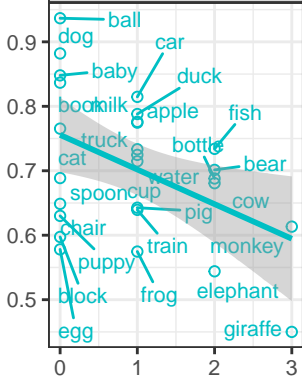 ball
dog
0.9
car
baby
duck
0.8
book
milk
apple
fish
truck
bottle
0.7
cat
water
bear
spoon
cup
cow
pig
0.6
chair
train
monkey
puppy
block
frog
elephant
0.5
egg
giraffe
0 1 2 3